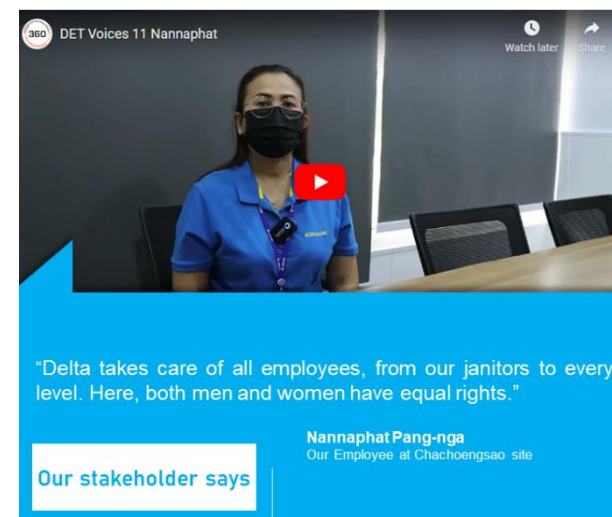 360
DET Voices 11 Nannaphat
Watch later
Share
“Delta takes care of all employees, from our janitors to every
level. Here, both men and women have equal rights.”
Nannaphat Pang-nga
Our Employee at Chachoengsao site
Our stakeholder says